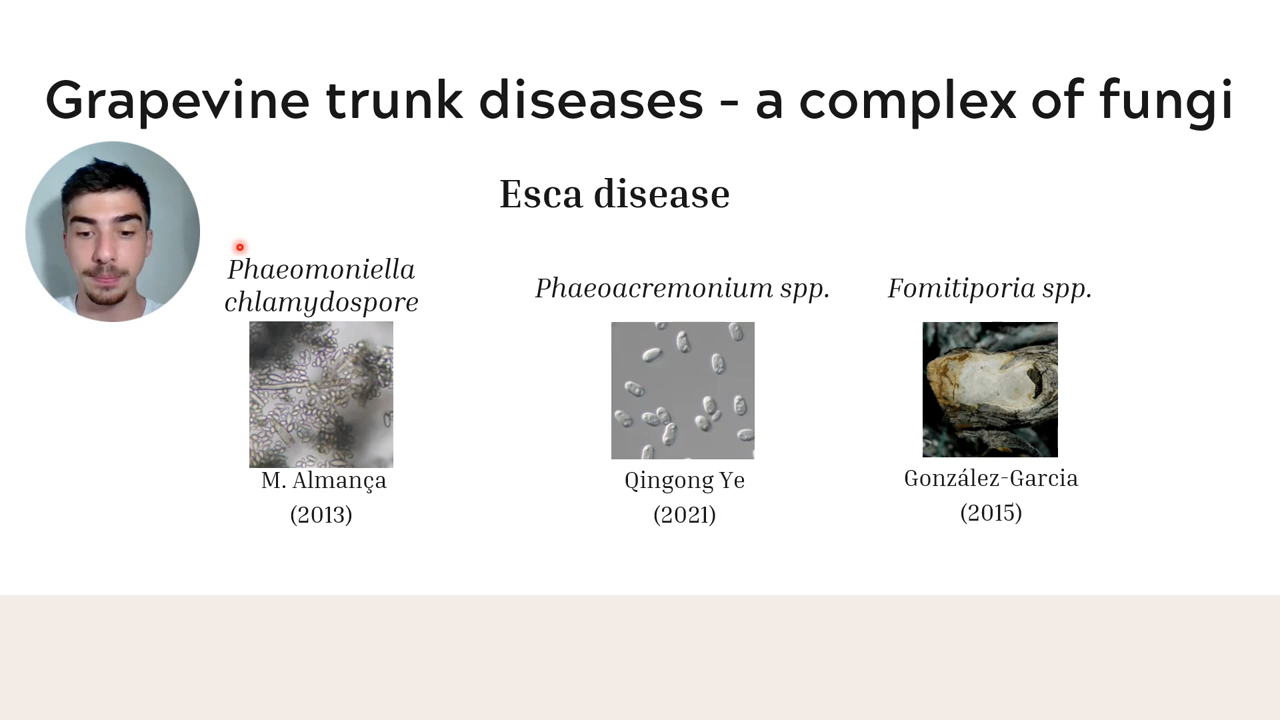 Grapevine trunk diseases - a complex of fungi
Esca disease
Phaeomoniella
chlamydospore
Phaeoacremonium spp.
Fomitiporia spp.
M. Almança
(2013)
Qingong Ye
(2021)
González-Garcia
(2015)